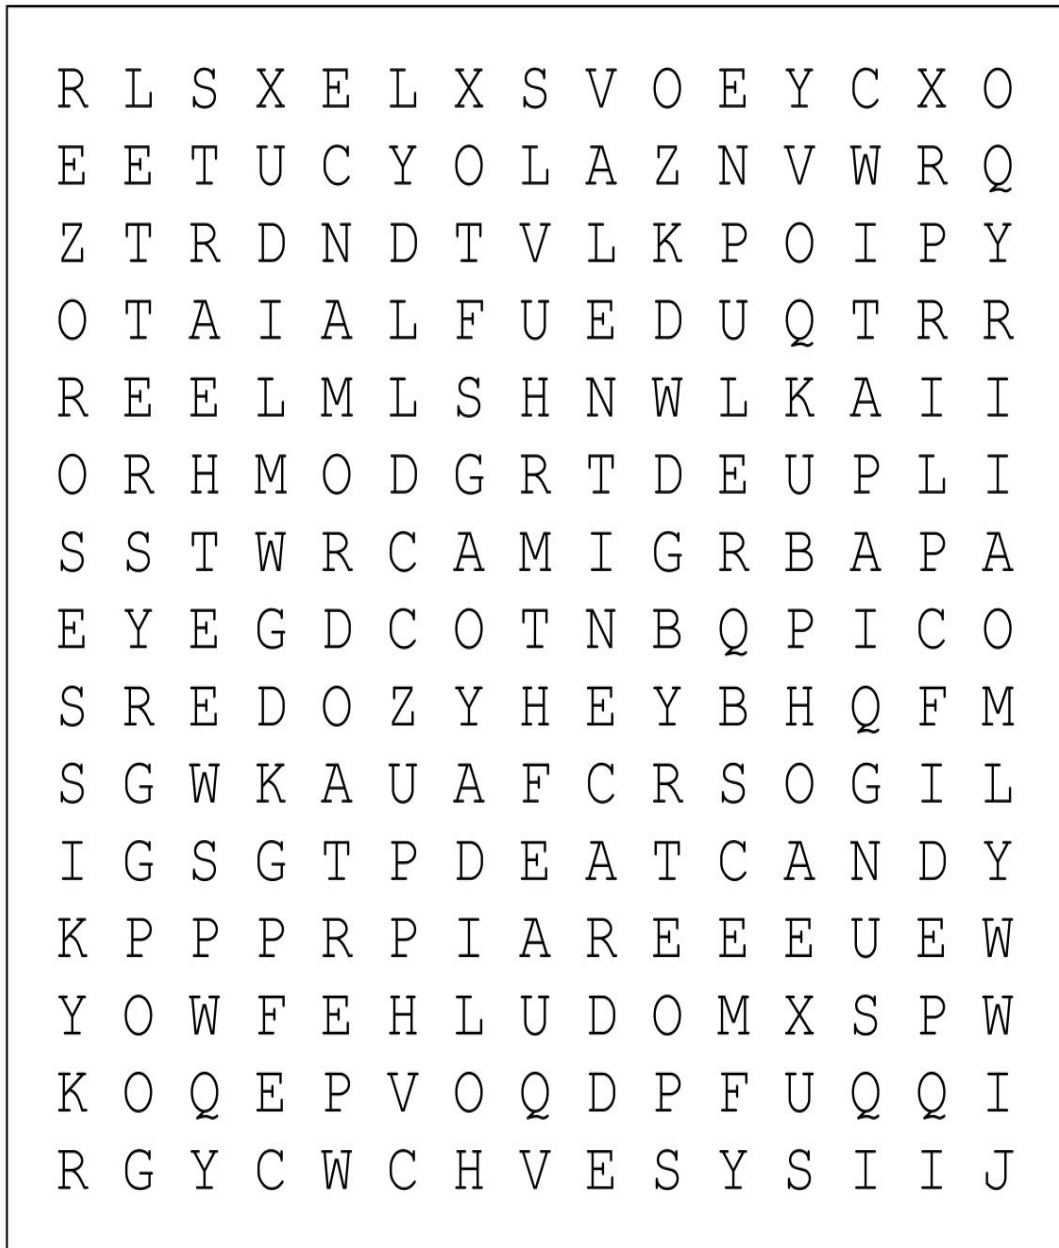 R L S X E L X S V O E Y C X O
E E T U C Y O L A Z N V W R Q
Z T R D N D T V L K P O I P Y
O T A I A L F U E D U Q T R R
R E E L M L S H N W L K A I I
O R H M O D G R T D E U P L I
S S T W R C A M I G R B A P A
E Y E G D C O T N B Q P I C O
S R E D O Z Y H E Y B H Q F M
S G W K A U A F C R S O G I L
I G S G T P D E A T C A N D Y
K P P P R P I A R E E E U E W
Y O W F E H L U D O M X S P W
K O Q E P V O Q D P F U Q Q I
R G Y C W C H V E S Y S I I J